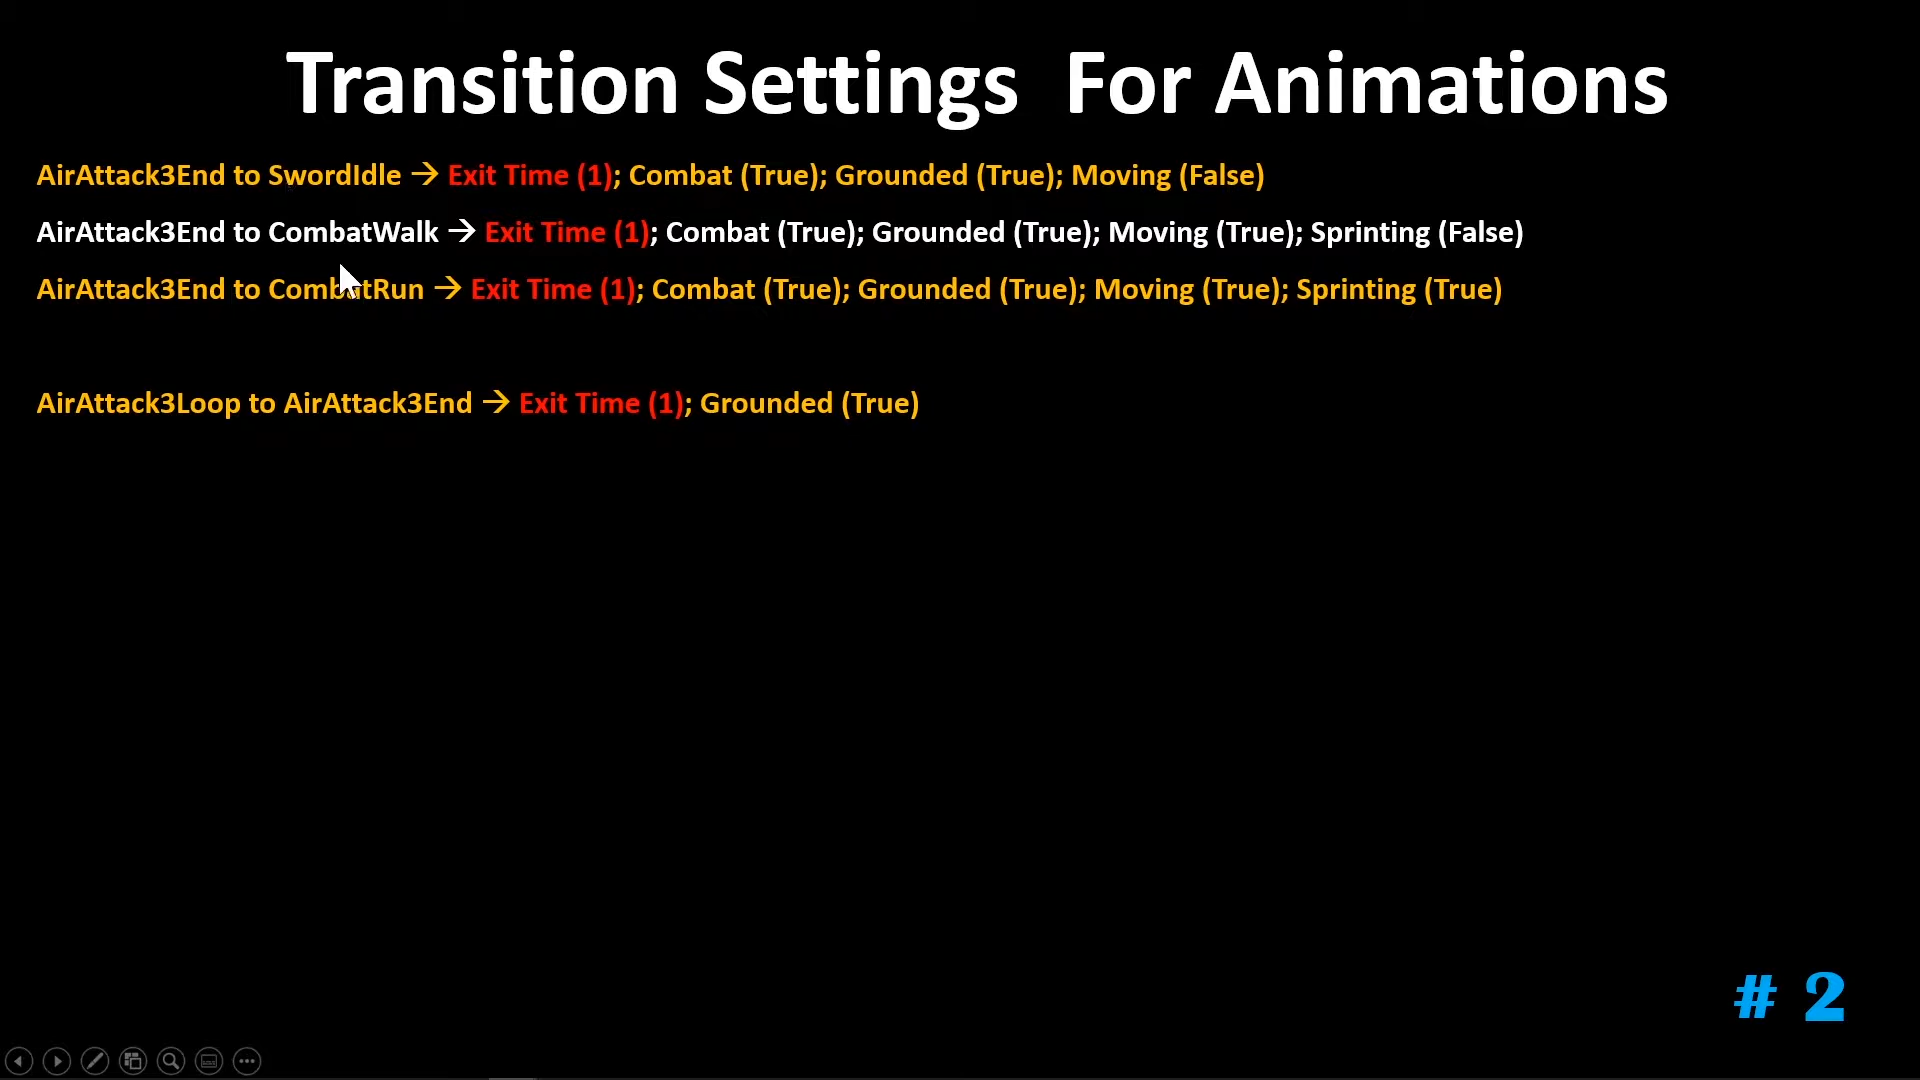 Transition Settings  For Animations
AirAttack3End to SwordIdle → Exit Time (1); Combat (True); Grounded (True); Moving (False)
AirAttack3End to CombatWalk → Exit Time (1); Combat (True); Grounded (True); Moving (True); Sprinting (False)
AirAttack3End to CombatRun → Exit Time (1); Combat (True); Grounded (True); Moving (True); Sprinting (True)
AirAttack3Loop to AirAttack3End → Exit Time (1); Grounded (True)
# 2